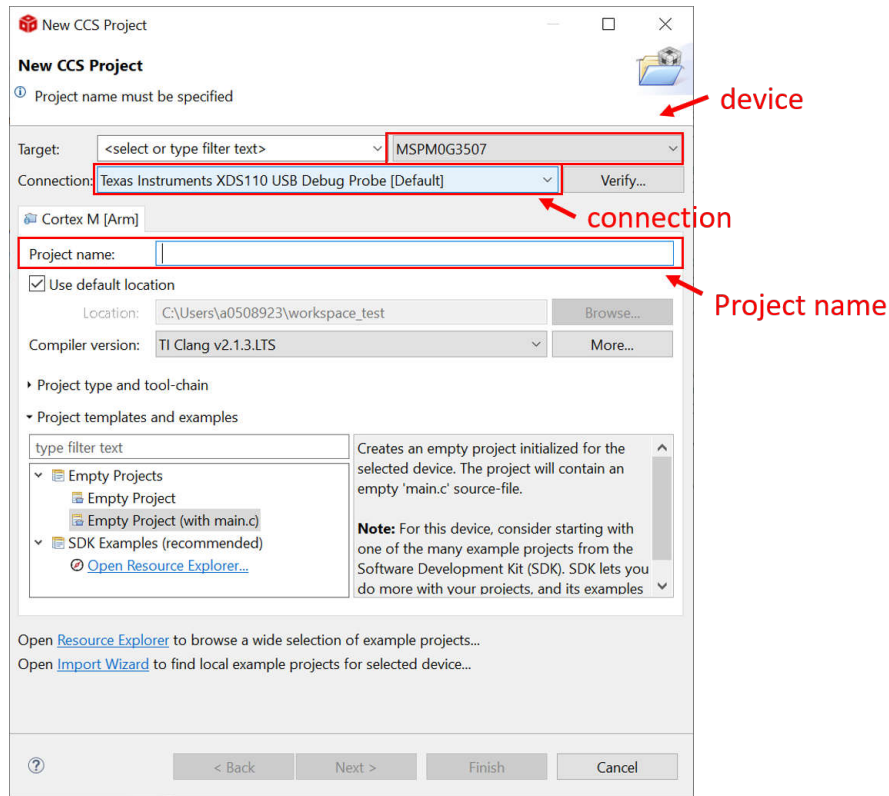 New CCS Project
New CCS Project
Project name must be specified
device
Target: <select or type filter text> MSPM0G3507
Connection: Texas Instruments XDS110 USB Debug Probe [Default] Verify...
connection
Cortex M [Arm]
Project name:
Project name
Use default location
Location: C:\Users\a0508923\workspace_test Browse...
Compiler version: TI Clang v2.1.3.LTS More...
Project type and tool-chain
Project templates and examples
type filter text
Empty Projects
Empty Project
Empty Project (with main.c)
SDK Examples (recommended)
Open Resource Explorer...
Creates an empty project initialized for the
selected device. The project will contain an
empty 'main.c' source-file.
Note: For this device, consider starting with
one of the many example projects from the
Software Development Kit (SDK). SDK lets you
do more with your projects, and its examples
Open Resource Explorer to browse a wide selection of example projects...
Open Import Wizard to find local example projects for selected device...
? < Back Next > Finish Cancel